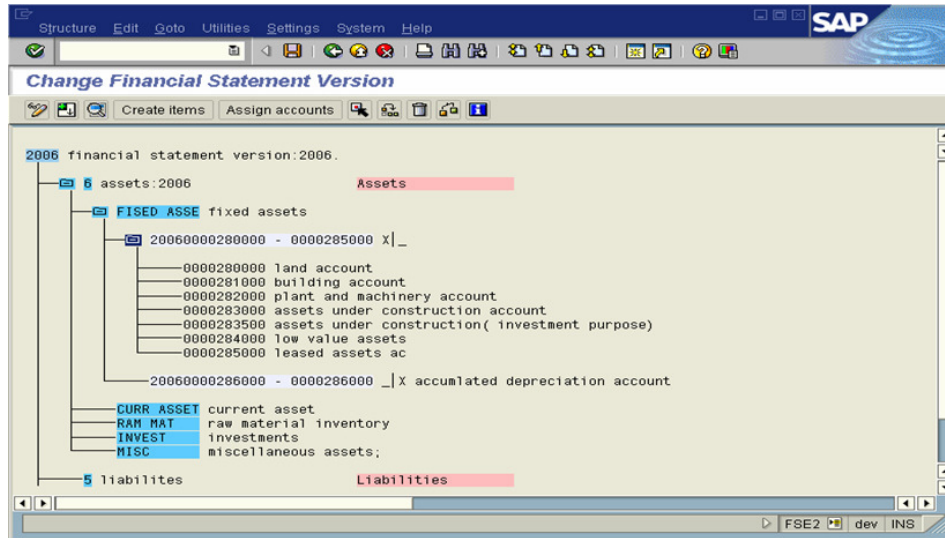 Structure Edit Goto Utilities Settings System Help
SAP
Change Financial Statement Version
Create items Assign accounts
2006 financial statement version:2006.
6 assets:2006 Assets
FISED ASSE fixed assets
20060000280000 - 0000285000 X|_
0000280000 land account
0000281000 building account
0000282000 plant and machinery account
0000283000 assets under construction account
0000283500 assets under construction( investment purpose)
0000284000 low value assets
0000285000 leased assets ac
20060000286000 - 0000286000 _|X accumlated depreciation account
CURR ASSET current asset
RAM MAT raw material inventory
INVEST investments
MISC miscellaneous assets;
5 liabilites Liabilities
FSE2 dev INS